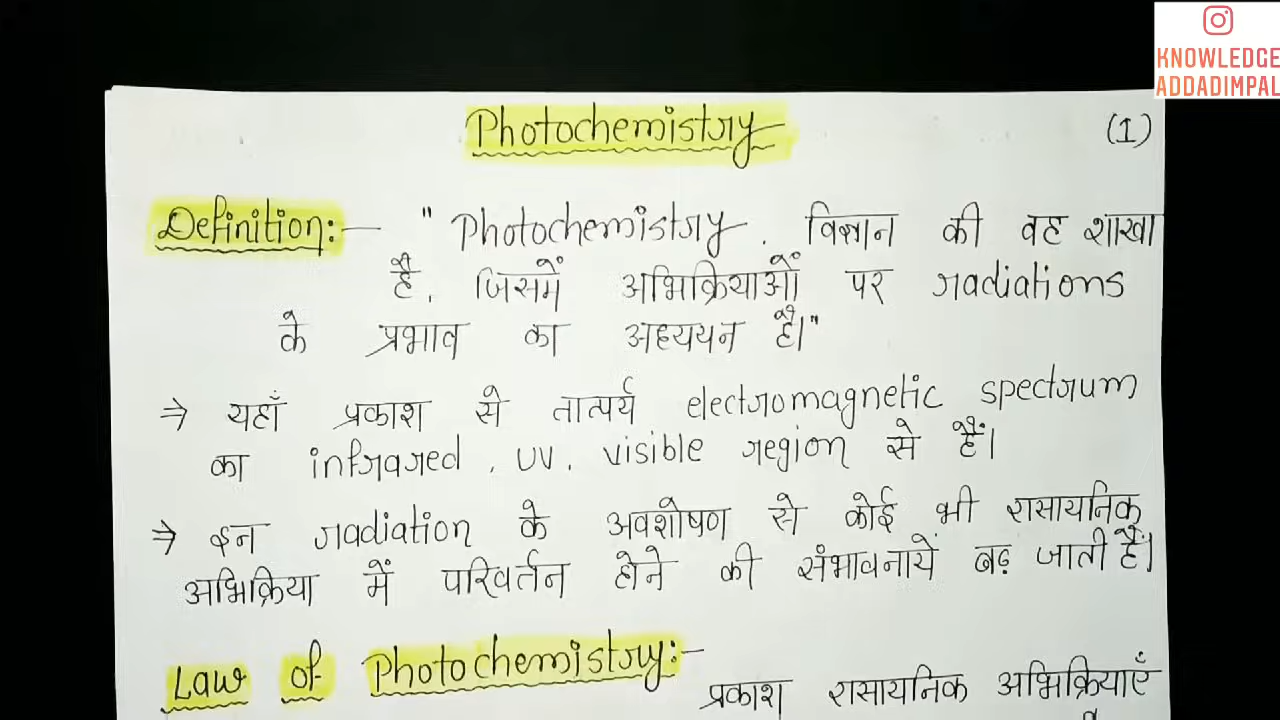 KNOWLEDGE
ADDADIMPAL
Photochemistry
(1)
Definition:- " Photochemistry, विज्ञान की वह शाखा
है, जिसमें अभिक्रियाओं पर radiations
के प्रभाव का अध्ययन है।"
⇒ यहाँ प्रकाश से तात्पर्य electromagnetic spectrum
का infrared, UV, visible region से हैं।
⇒ इन radiation के अवशोषण से कोई भी रासायनिक
अभिक्रिया में परिवर्तन होने की संभावनायें बढ़ जाती हैं।
Law of Photochemistry:-
प्रकाश रासायनिक अभिक्रियाएँ